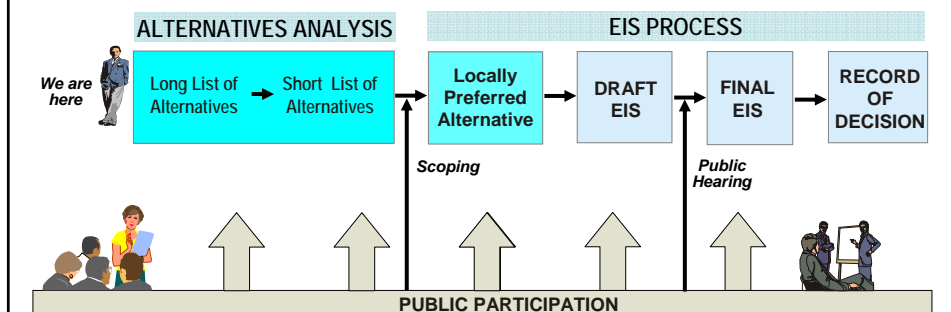 ALTERNATIVES ANALYSIS
EIS PROCESS
We are
here
Long List of
Alternatives
Short List of
Alternatives
Locally
Preferred
Alternative
DRAFT
EIS
FINAL
EIS
RECORD
OF
DECISION
Scoping
Public
Hearing
PUBLIC PARTICIPATION